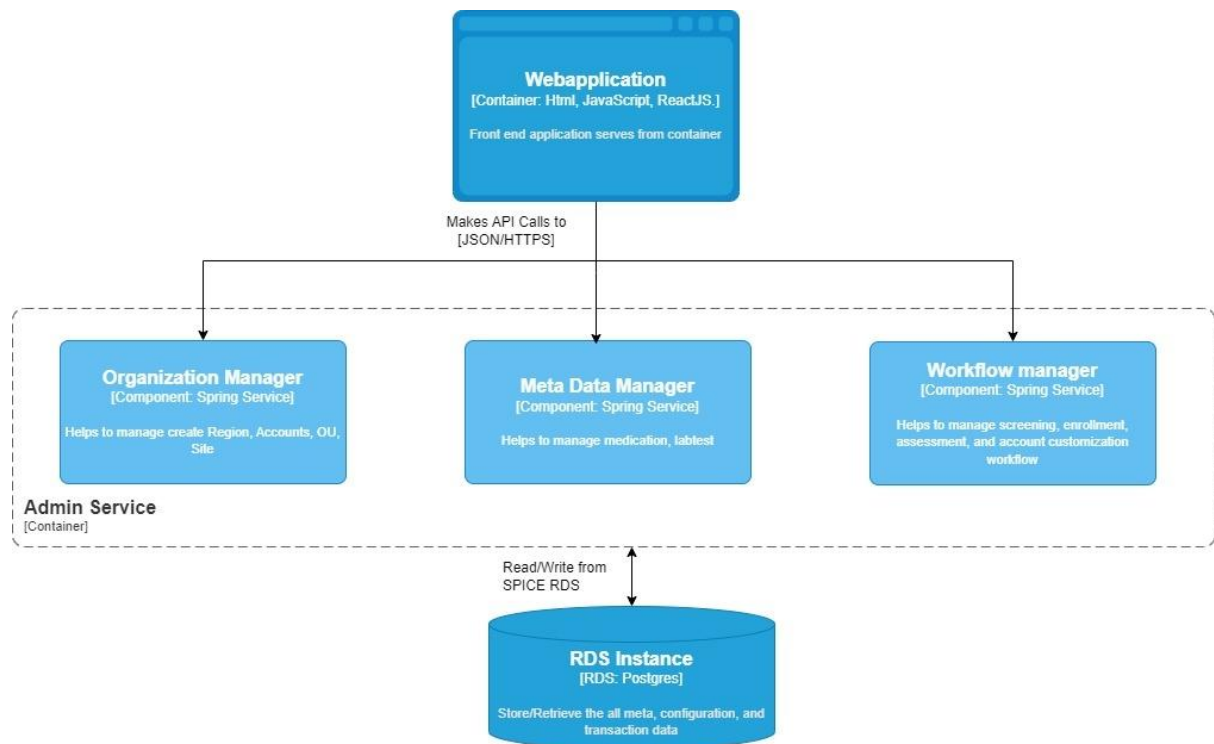 Webapplication
[Container: Html, JavaScript, ReactJS.]
Front end application serves from container
Makes API Calls to
[JSON/HTTPS]
Organization Manager
[Component: Spring Service]
Helps to manage create Region, Accounts, OU,
Site
Meta Data Manager
[Component: Spring Service]
Helps to manage medication, labtest
Workflow manager
[Component: Spring Service]
Helps to manage screening, enrollment,
assessment, and account customization
workflow
Admin Service
[Container]
Read/Write from
SPICE RDS
RDS Instance
[RDS: Postgres]
Store/Retrieve the all meta, configuration, and
transaction data